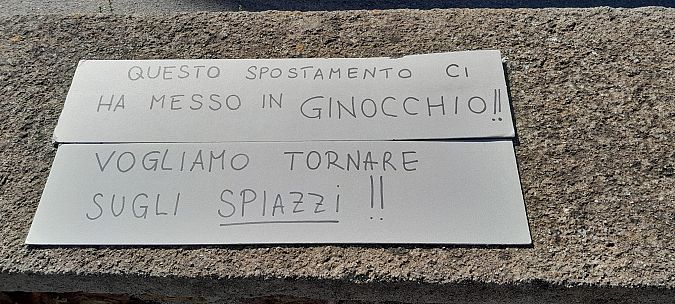 QUESTO SPOSTAMENTO CI
HA MESSO IN GINOCCHIO!!
VOGLIAMO TORNARE
SUGLI SPIAZZi !!